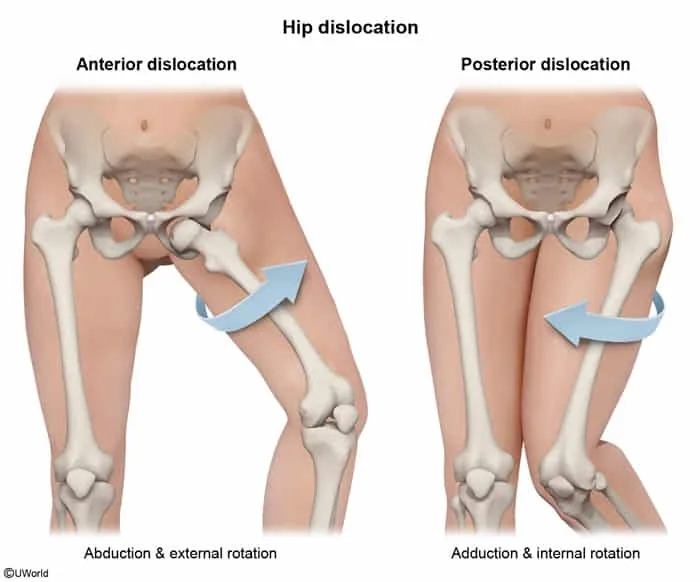 Hip dislocation
Anterior dislocation
Posterior dislocation
Abduction & external rotation
Adduction & internal rotation
©UWorld